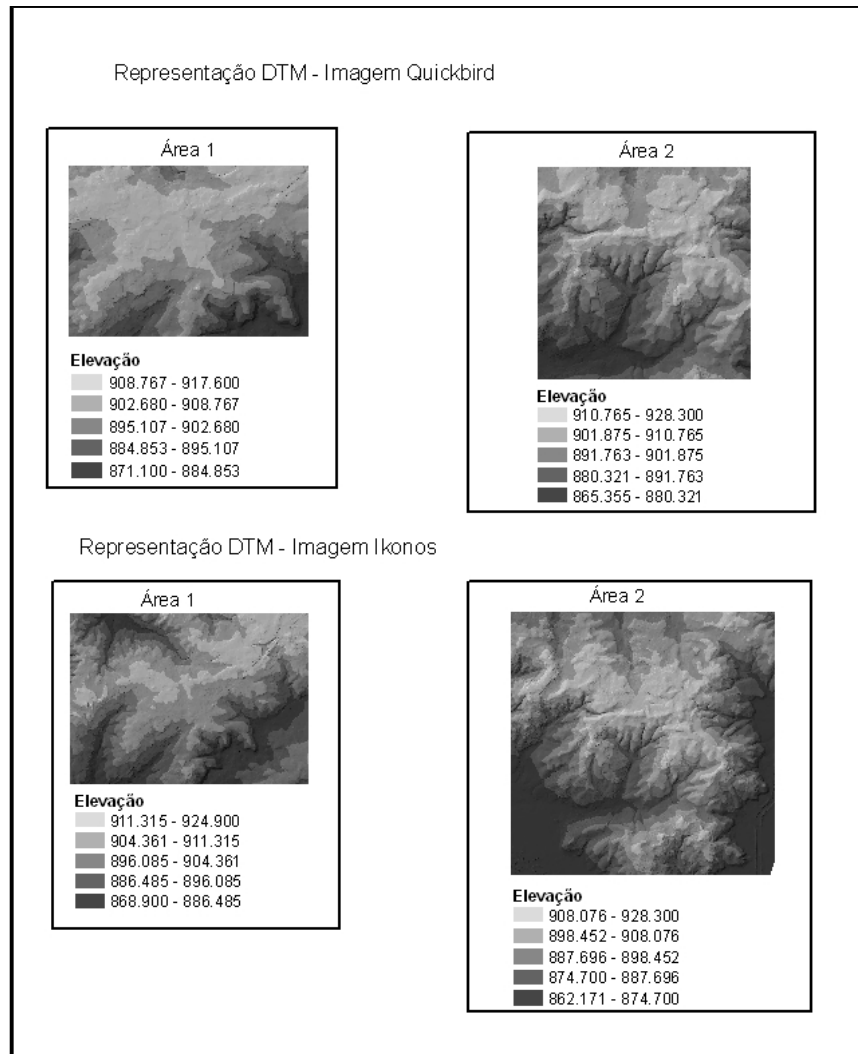 Representação DTM - Imagem Quickbird
Área 1
Elevação
908.767 - 917.600
902.680 - 908.767
895.107 - 902.680
884.853 - 895.107
871.100 - 884.853
Área 2
Elevação
910.765 - 928.300
901.875 - 910.765
891.763 - 901.875
880.321 - 891.763
865.355 - 880.321
Representação DTM - Imagem Ikonos
Área 1
Elevação
911.315 - 924.900
904.361 - 911.315
896.085 - 904.361
886.485 - 896.085
868.900 - 886.485
Área 2
Elevação
908.076 - 928.300
898.452 - 908.076
887.696 - 898.452
874.700 - 887.696
862.171 - 874.700